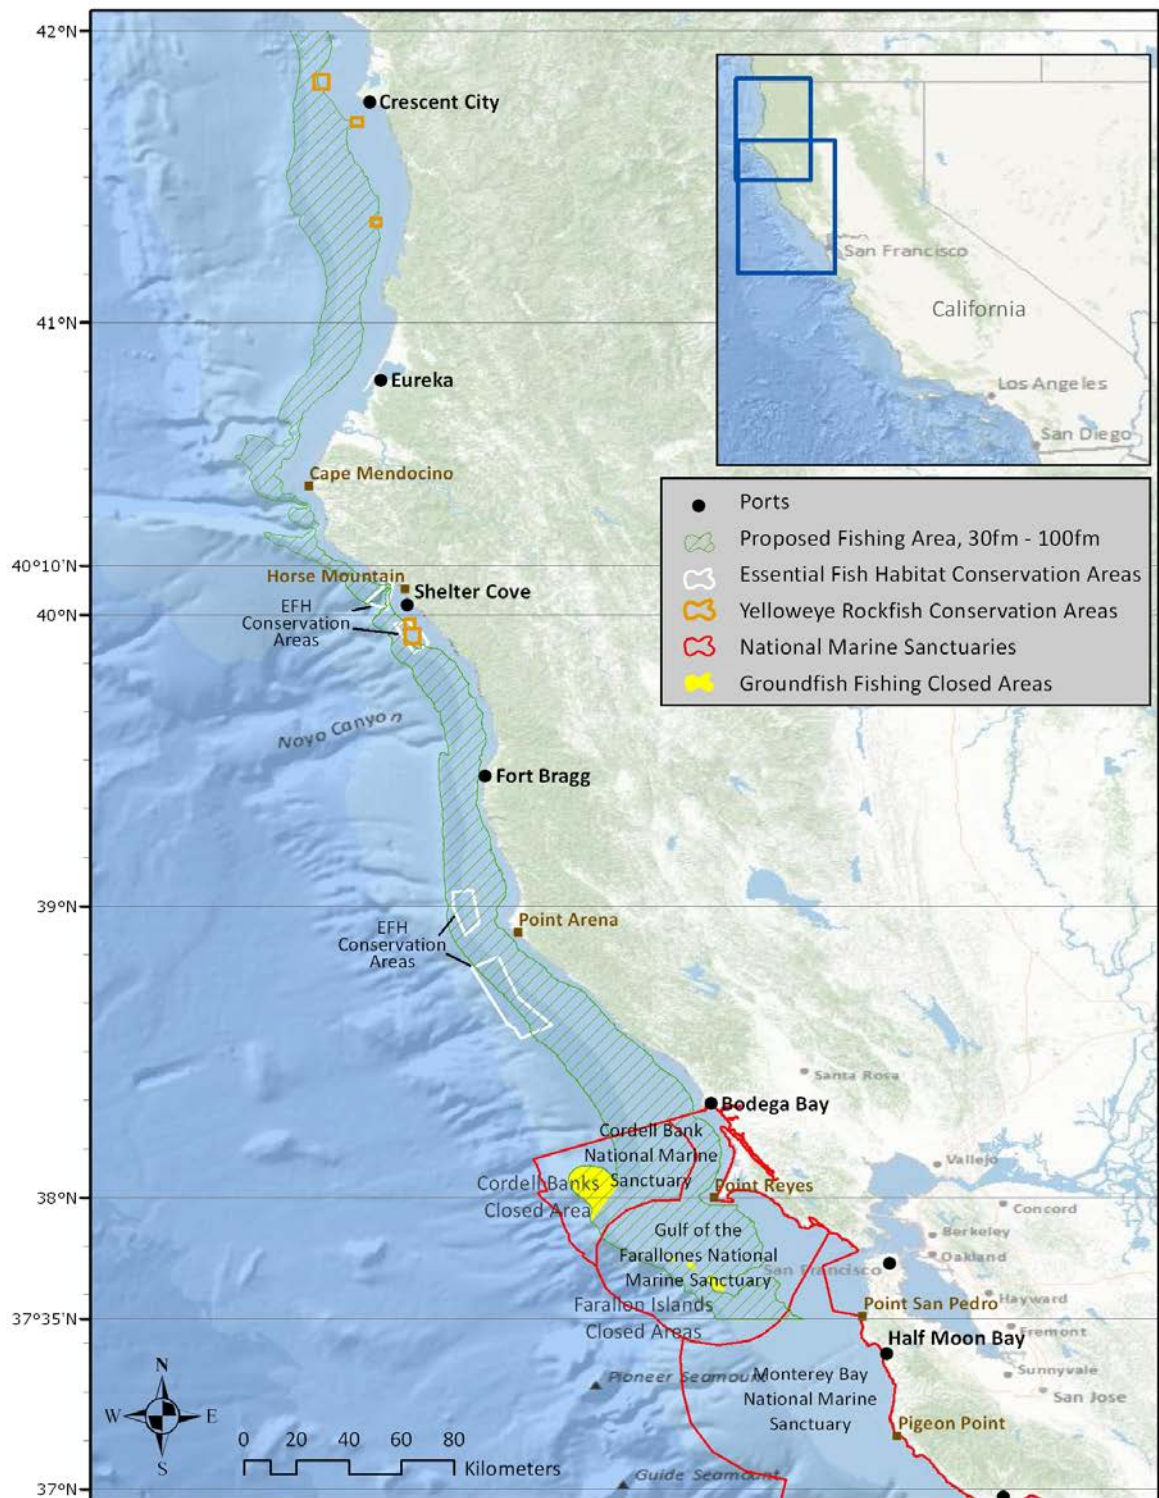 42°N
Crescent City
San Francisco
California
41°N
Los Angeles
Eureka
San Diego
Cape Mendocino
Ports
Proposed Fishing Area, 30fm - 100fm
40°10'N
Essential Fish Habitat Conservation Areas
Horse Mountain
Shelter Cove
EFH
Conservation
Areas
Yelloweye Rockfish Conservation Areas
40°N
National Marine Sanctuaries
Groundfish Fishing Closed Areas
Noyo Canyon
Fort Bragg
39°N
Point Arena
EFH
Conservation
Areas
Santa Rosa
Bodega Bay
Cordell Bank
National Marine
Sanctuary
Vallejo
Cordell Banks
Closed Area
Point Reyes
38°N
Concord
Gulf of the
Farallones National
Marine Sanctuary
Berkeley
Oakland
San Francisco
Farallon Islands
Closed Areas
Hayward
Point San Pedro
37°35'N
Fremont
Half Moon Bay
Sunnyvale
Pioneer Seamount
Monterey Bay
National Marine
Sanctuary
San Jose
Pigeon Point
N
W E
S
0 20 40 60 80
Kilometers
Guide Seamount
37°N